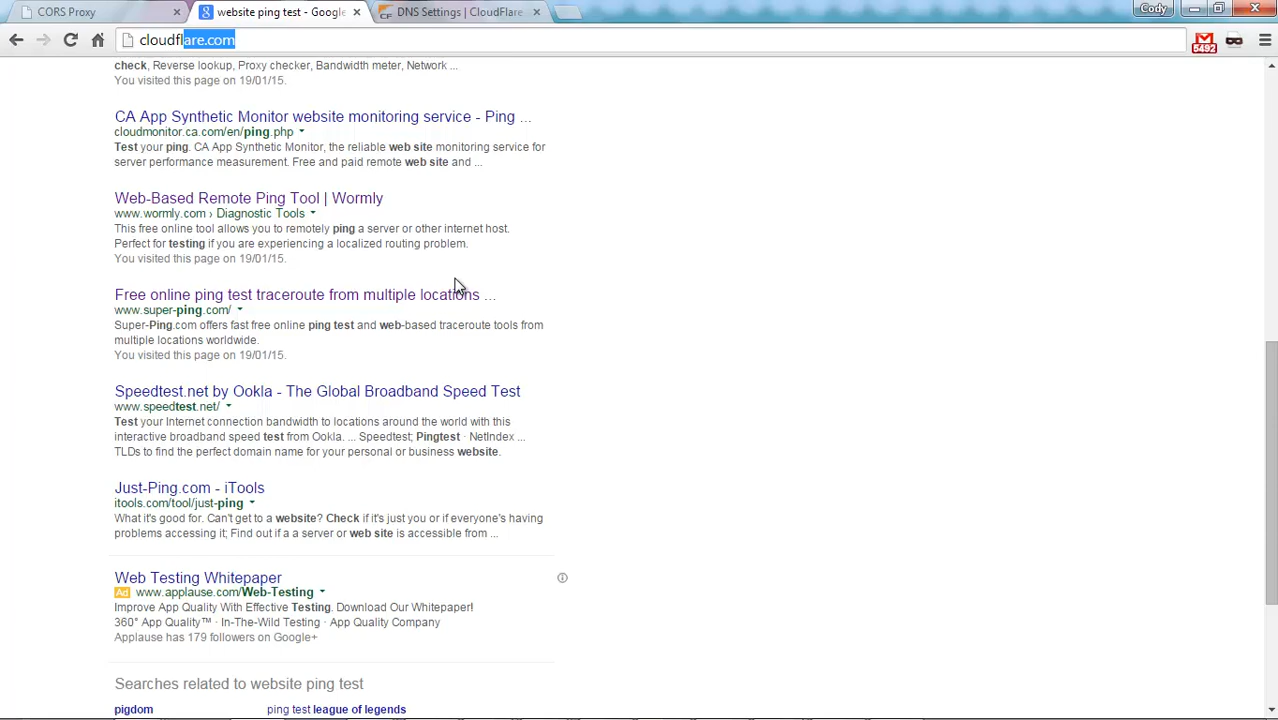 CORS Proxy
website ping test - Google
DNS Settings | CloudFlare
Cody
cloudflare.com
5492
check, Reverse lookup, Proxy checker, Bandwidth meter, Network ...
You visited this page on 19/01/15.
CA App Synthetic Monitor website monitoring service - Ping ...
cloudmonitor.ca.com/en/ping.php
Test your ping. CA App Synthetic Monitor, the reliable web site monitoring service for
server performance measurement. Free and paid remote web site and ...
Web-Based Remote Ping Tool | Wormly
www.wormly.com › Diagnostic Tools
This free online tool allows you to remotely ping a server or other internet host.
Perfect for testing if you are experiencing a localized routing problem.
You visited this page on 19/01/15.
Free online ping test traceroute from multiple locations ...
www.super-ping.com/
Super-Ping.com offers fast free online ping test and web-based traceroute tools from
multiple locations worldwide.
You visited this page on 19/01/15.
Speedtest.net by Ookla - The Global Broadband Speed Test
www.speedtest.net/
Test your Internet connection bandwidth to locations around the world with this
interactive broadband speed test from Ookla. ... Speedtest; Pingtest · NetIndex ...
TLDs to find the perfect domain name for your personal or business website.
Just-Ping.com - iTools
itools.com/tool/just-ping
What it's good for. Can't get to a website? Check if it's just you or if everyone's having
problems accessing it; Find out if a a server or web site is accessible from ...
Web Testing Whitepaper
Ad www.applause.com/Web-Testing
Improve App Quality With Effective Testing. Download Our Whitepaper!
360° App Quality™ · In-The-Wild Testing · App Quality Company
Applause has 179 followers on Google+
Searches related to website ping test
pigdom
ping test league of legends